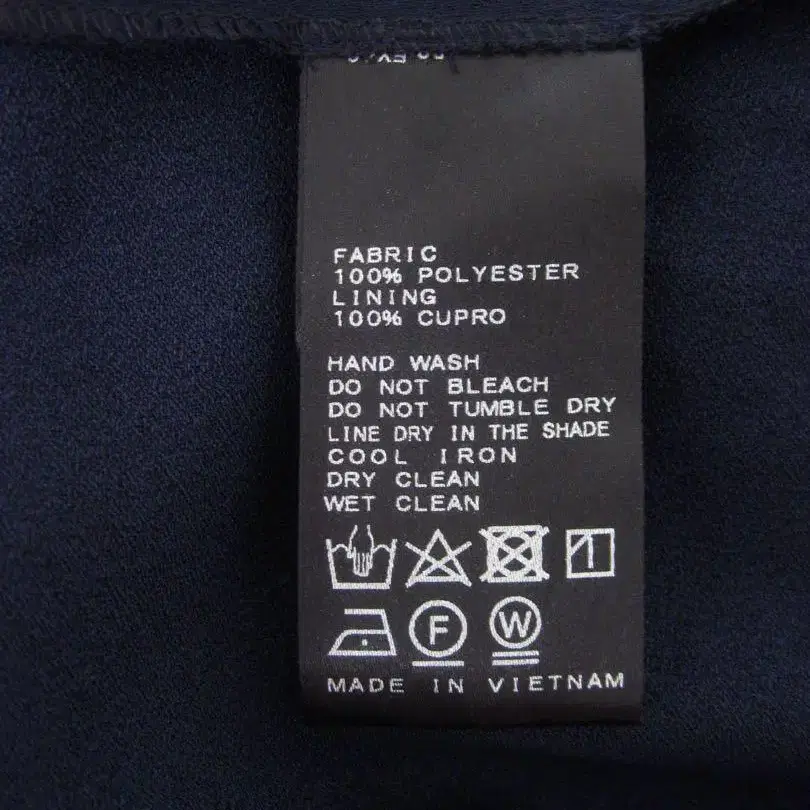 FABRIC
100% POLYESTER
LINING
100% CUPRO
HAND WASH
DO NOT BLEACH
DO NOT TUMBLE DRY
LINE DRY IN THE SHADE
COOL IRON
DRY CLEAN
WET CLEAN
F W
MADE IN VIETNAM